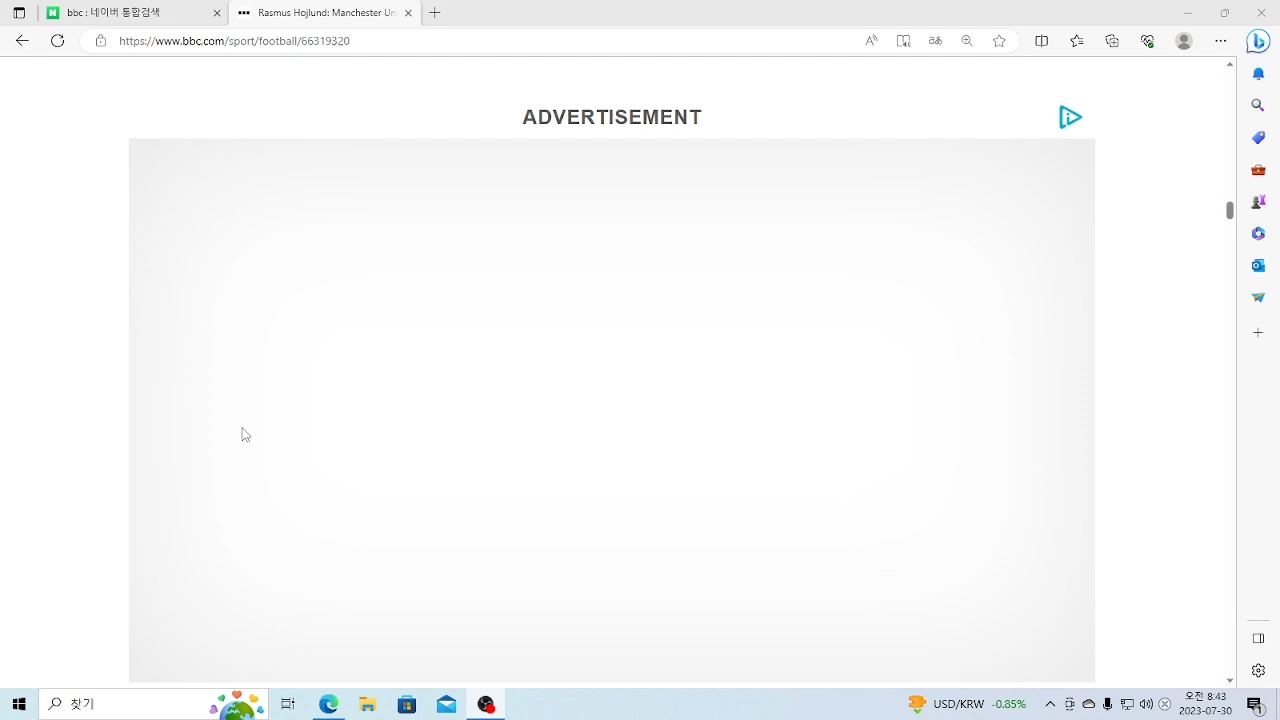 bbc : 네이버 통합검색
Rasmus Hojlund: Manchester Un
https://www.bbc.com/sport/football/66319320
ADVERTISEMENT
찾기
USD/KRW -0.85%
오전 8:43
2023-07-30
1